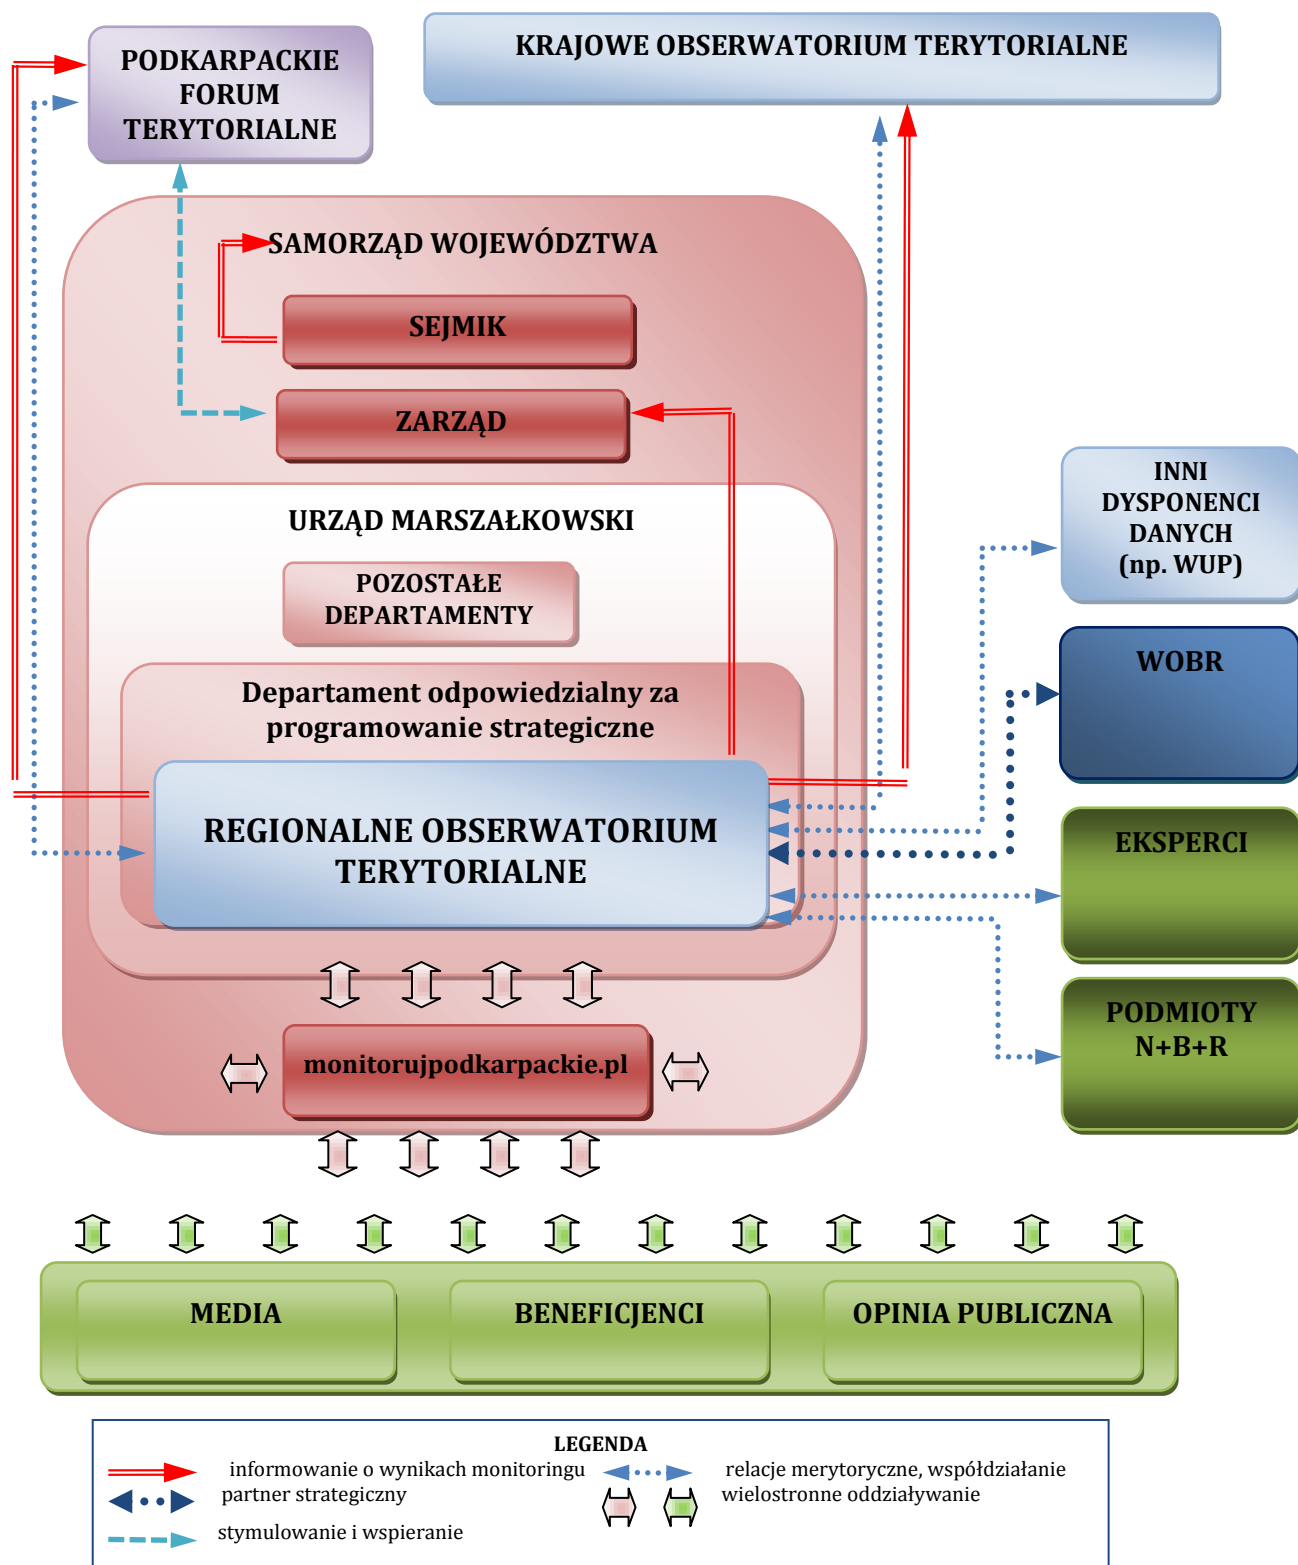 PODKARPACKIE
FORUM
TERYTORIALNE
KRAJOWE OBSERWATORIUM TERYTORIALNE
SAMORZĄD WOJEWÓDZTWA
SEJMIK
ZARZĄD
URZĄD MARSZAŁKOWSKI
POZOSTAŁE
DEPARTAMENTY
Departament odpowiedzialny za
programowanie strategiczne
REGIONALNE OBSERWATORIUM
TERYTORIALNE
INNI
DYSPONENCI
DANYCH
(np. WUP)
WOBR
EKSPERCI
PODMIOTY
N+B+R
monitorujpodkarpackie.pl
MEDIA
BENEFICJENCI
OPINIA PUBLICZNA
LEGENDA
informowanie o wynikach monitoringu
relacje merytoryczne, współdziałanie
partner strategiczny
wielostronne oddziaływanie
stymulowanie i wspieranie